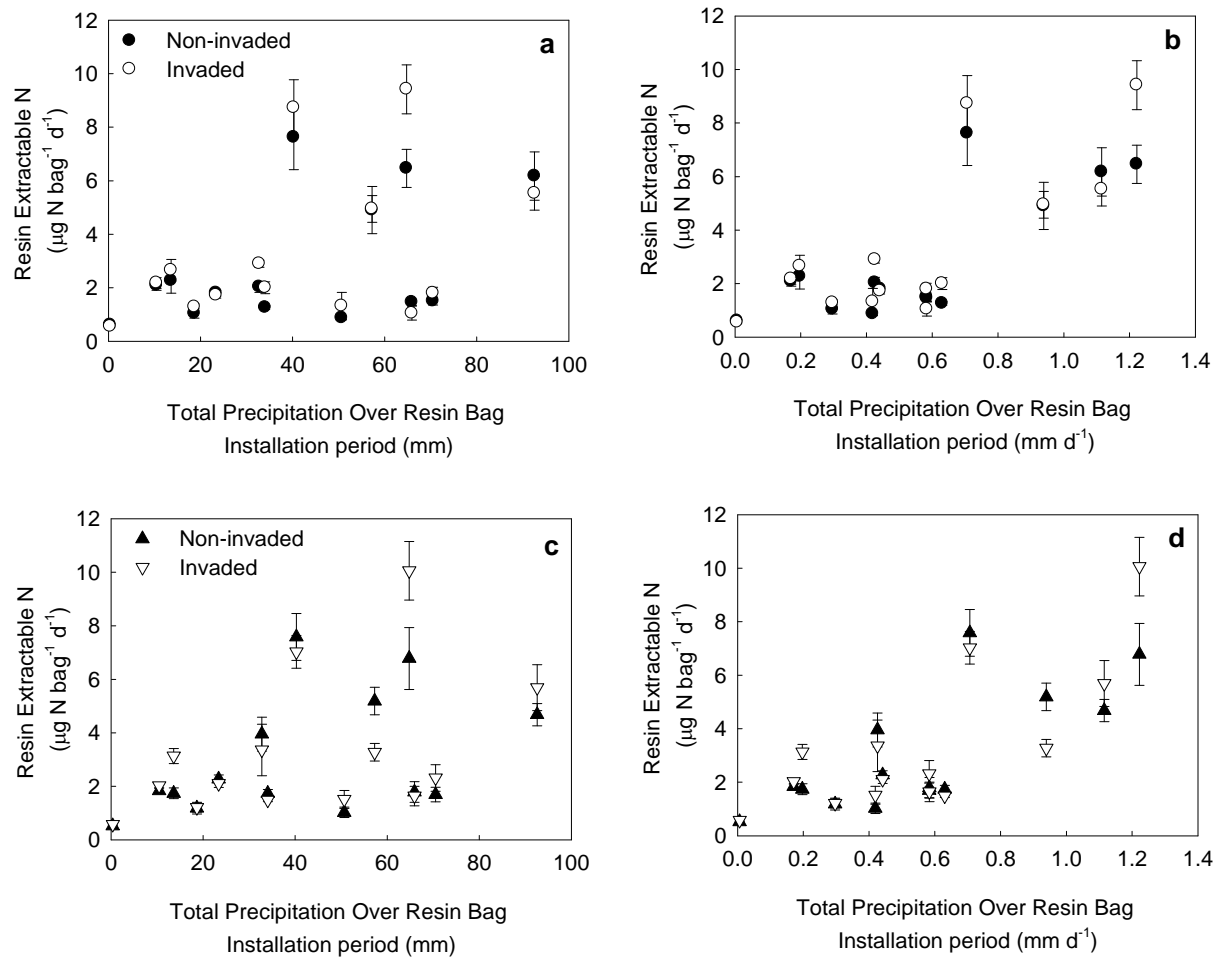 12
10
8
6
4
2
0
Resin Extractable N
(µg N bag-1 d-1)
Non-invaded
Invaded
a
0 20 40 60 80 100
Total Precipitation Over Resin Bag
Installation period (mm)
12
10
8
6
4
2
0
Resin Extractable N
(µg N bag-1 d-1)
b
0.0 0.2 0.4 0.6 0.8 1.0 1.2 1.4
Total Precipitation Over Resin Bag
Installation period (mm d-1)
12
10
8
6
4
2
0
Resin Extractable N
(µg N bag-1 d-1)
Non-invaded
Invaded
c
0 20 40 60 80 100
Total Precipitation Over Resin Bag
Installation period (mm)
12
10
8
6
4
2
0
Resin Extractable N
(µg N bag-1 d-1)
d
0.0 0.2 0.4 0.6 0.8 1.0 1.2 1.4
Total Precipitation Over Resin Bag
Installation period (mm d-1)